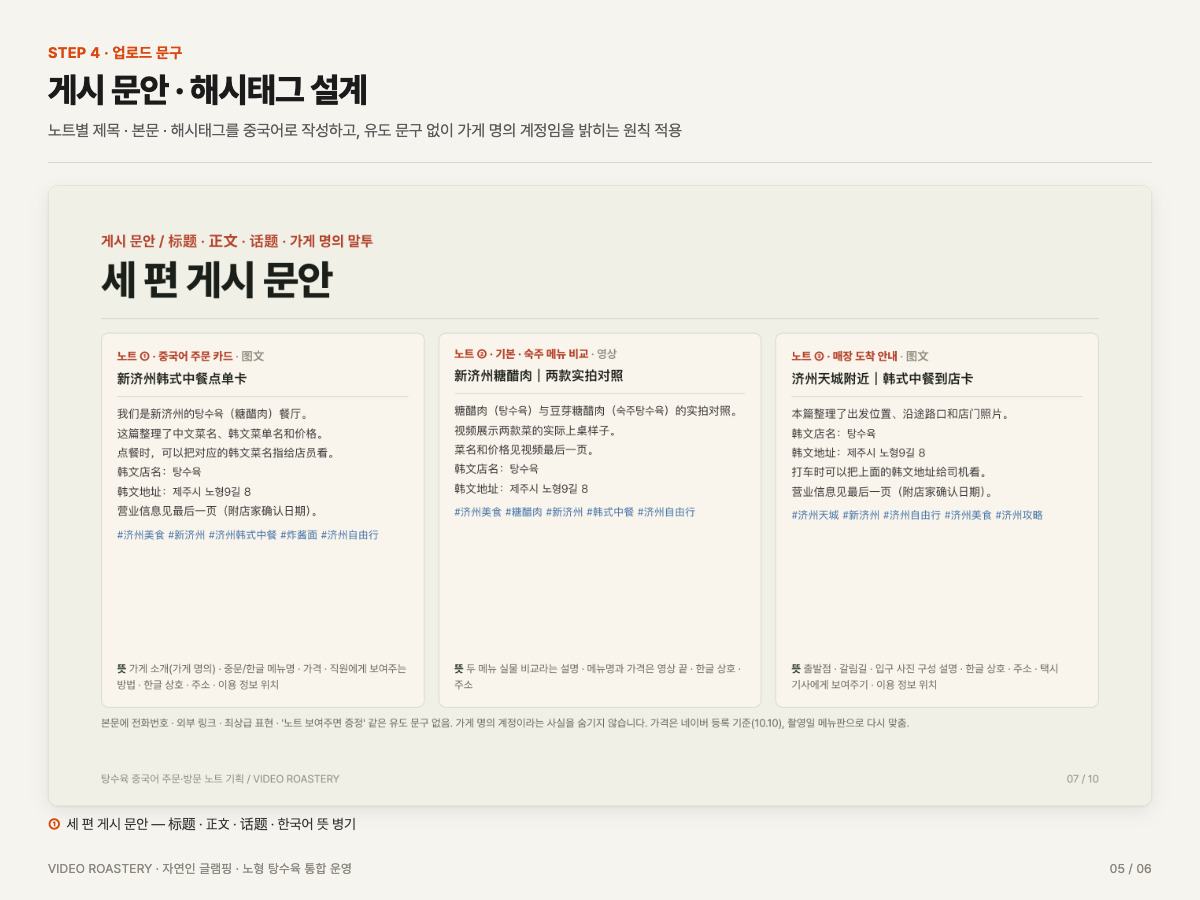 STEP 4 · 업로드 문구
게시 문안 · 해시태그 설계
노트별 제목 · 본문 · 해시태그를 중국어로 작성하고, 유도 문구 없이 가게 명의 계정임을 밝히는 원칙 적용
게시 문안 / 标题 · 正文 · 话题 · 가게 명의 말투
세 편 게시 문안
노트 ① · 중국어 주문 카드 · 图文
新济州韩式中餐点单卡
我们是新济州的탕수육（糖醋肉）餐厅。
这篇整理了中文菜名、韩文菜单名和价格。
点餐时，可以把对应的韩文菜名指给店员看。
韩文店名：탕수육
韩文地址：제주시 노형9길 8
营业信息见最后一页（附店家确认日期）。
#济州美食 #新济州 #济州韩式中餐 #炸酱面 #济州自由行
뜻 가게 소개(가게 명의) · 중문/한글 메뉴명 · 가격 · 직원에게 보여주는
방법 · 한글 상호 · 주소 · 이용 정보 위치
노트 ② · 기본 · 숙주 메뉴 비교 · 영상
新济州糖醋肉｜两款实拍对照
糖醋肉（탕수육）与豆芽糖醋肉（숙주탕수육）的实拍对照。
视频展示两款菜的实际上桌样子。
菜名和价格见视频最后一页。
韩文店名：탕수육
韩文地址：제주시 노형9길 8
#济州美食 #糖醋肉 #新济州 #韩式中餐 #济州自由行
뜻 두 메뉴 실물 비교라는 설명 · 메뉴명과 가격은 영상 끝 · 한글 상호 ·
주소
노트 ③ · 매장 도착 안내 · 图文
济州天城附近｜韩式中餐到店卡
本篇整理了出发位置、沿途路口和店门照片。
韩文店名：탕수육
韩文地址：제주시 노형9길 8
打车时可以把上面的韩文地址给司机看。
营业信息见最后一页（附店家确认日期）。
#济州天城 #新济州 #济州自由行 #济州美食 #济州攻略
뜻 출발점 · 갈림길 · 입구 사진 구성 설명 · 한글 상호 · 주소 · 택시
기사에게 보여주기 · 이용 정보 위치
본문에 전화번호 · 외부 링크 · 최상급 표현 · '노트 보여주면 증정' 같은 유도 문구 없음. 가게 명의 계정이라는 사실을 숨기지 않습니다. 가격은 네이버 등록 기준(10.10), 촬영일 메뉴판으로 다시 맞춤.
탕수육 중국어 주문·방문 노트 기획 / VIDEO ROASTERY
07 / 10
① 세 편 게시 문안 — 标题 · 正文 · 话题 · 한국어 뜻 병기
VIDEO ROASTERY · 자연인 글램핑 · 노형 탕수육 통합 운영
05 / 06